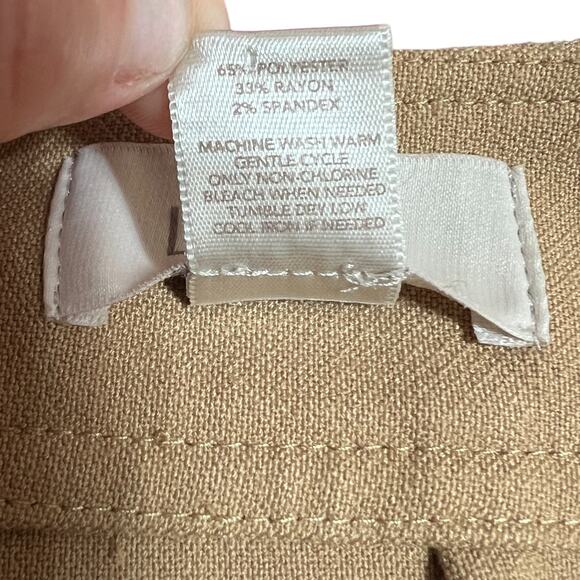 65% POLYESTER
33% RAYON
2% SPANDEX
MACHINE WASH WARM
GENTLE CYCLE
ONLY NON-CHLORINE
BLEACH WHEN NEEDED
TUMBLE DRY LOW
COOL IRON IF NEEDED
L